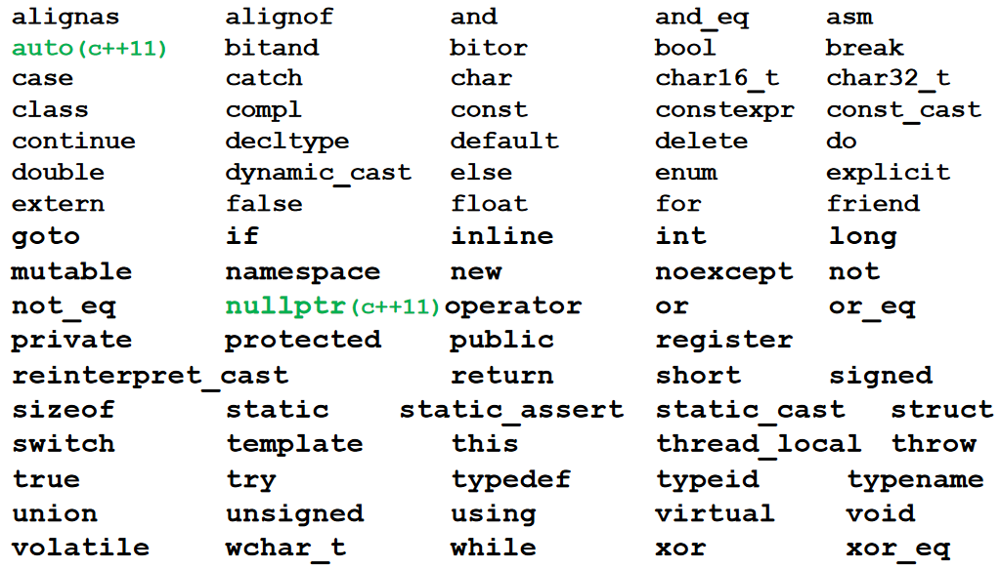 alignas alignof and and_eq asm
auto(c++11) bitand bitor bool break
case catch char char16_t char32_t
class compl const constexpr const_cast
continue decltype default delete do
double dynamic_cast else enum explicit
extern false float for friend
goto if inline int long
mutable namespace new noexcept not
not_eq nullptr(c++11) operator or or_eq
private protected public register
reinterpret_cast return short signed
sizeof static static_assert static_cast struct
switch template this thread_local throw
true try typedef typeid typename
union unsigned using virtual void
volatile wchar_t while xor xor_eq